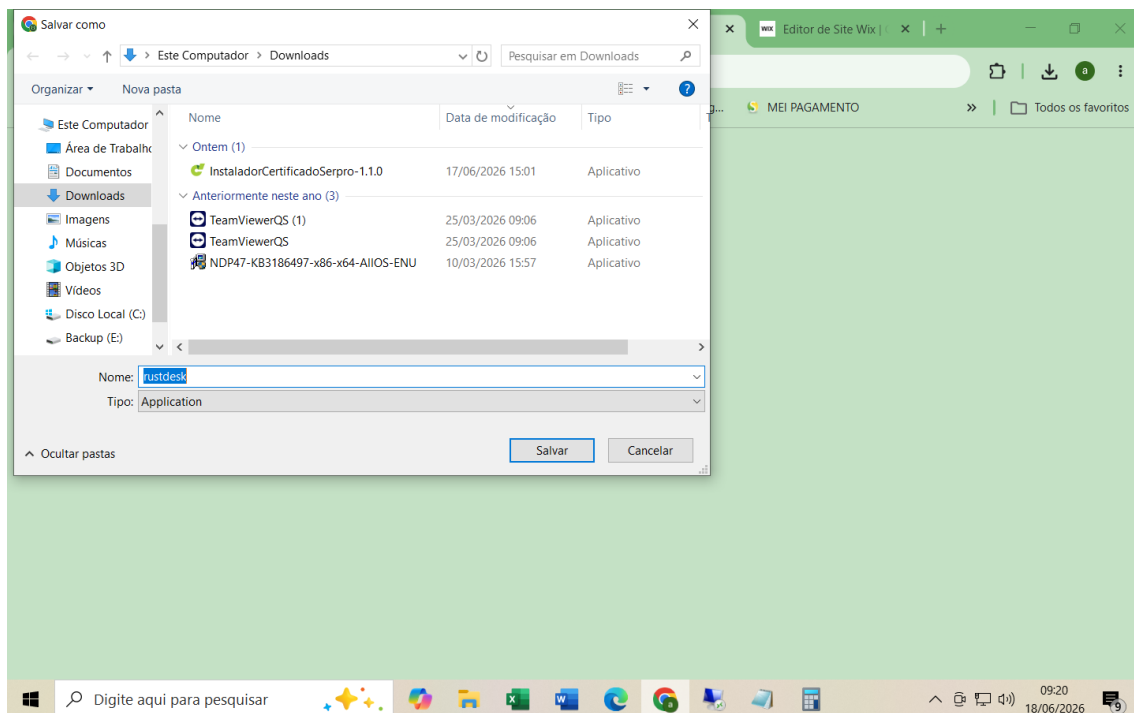 Salvar como
WIX Editor de Site Wix | (
Este Computador > Downloads
Pesquisar em Downloads
a
Organizar
Nova pasta
?
MEI PAGAMENTO
»
Todos os favoritos
Este Computador
Nome
Data de modificação
Tipo
T
Área de Trabalho
Ontem (1)
Documentos
InstaladorCertificadoSerpro-1.1.0
17/06/2026 15:01
Aplicativo
Downloads
Anteriormente neste ano (3)
Imagens
TeamViewerQS (1)
25/03/2026 09:06
Aplicativo
Músicas
TeamViewerQS
25/03/2026 09:06
Aplicativo
Objetos 3D
NDP47-KB3186497-x86-x64-AllOS-ENU
10/03/2026 15:57
Aplicativo
Vídeos
Disco Local (C:)
Backup (E:)
Nome: rustdesk
Tipo: Application
Ocultar pastas
Salvar
Cancelar
Digite aqui para pesquisar
09:20
18/06/2026
9